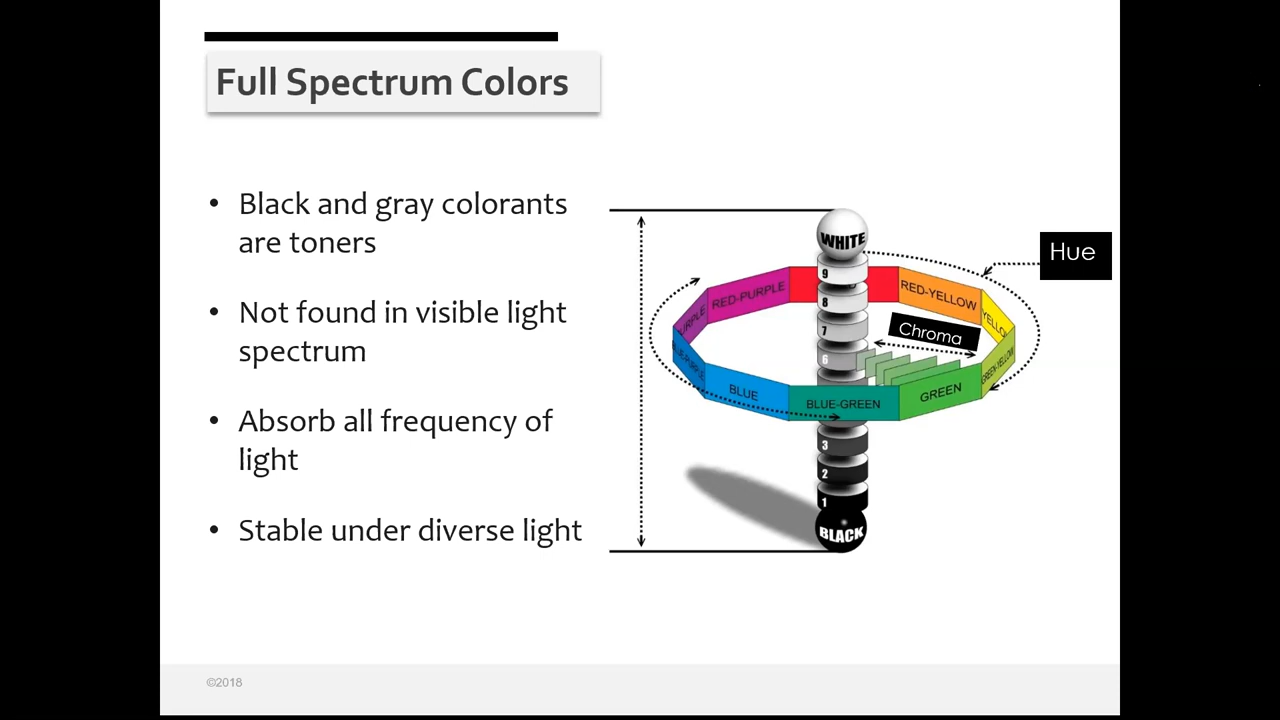 Full Spectrum Colors
• Black and gray colorants
are toners
• Not found in visible light
spectrum
• Absorb all frequency of
light
• Stable under diverse light
WHITE
Hue
9
8
7
6
3
2
1
BLACK
RED-PURPLE
RED-YELLOW
Chroma
GREEN-YELLOW
BLUE
BLUE-GREEN
GREEN
©2018